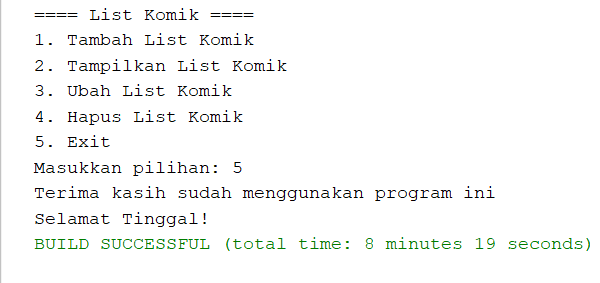 ==== List Komik ====
1. Tambah List Komik
2. Tampilkan List Komik
3. Ubah List Komik
4. Hapus List Komik
5. Exit
Masukkan pilihan: 5
Terima kasih sudah menggunakan program ini
Selamat Tinggal!
BUILD SUCCESSFUL (total time: 8 minutes 19 seconds)